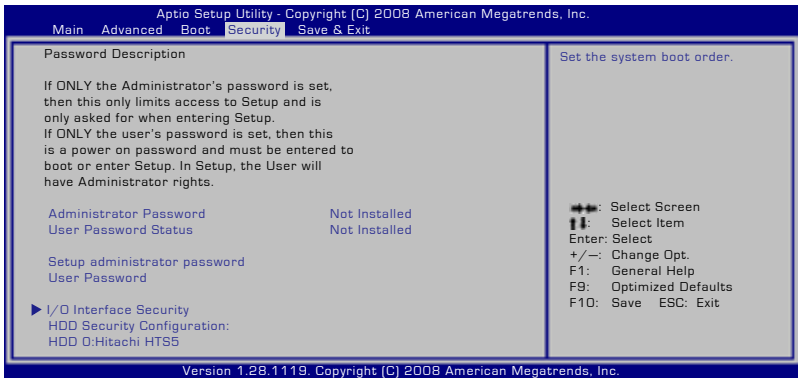 Aptio Setup Utility - Copyright (C) 2008 American Megatrends, Inc.
Main Advanced Boot Security Save & Exit
Password Description
If ONLY the Administrator's password is set,
then this only limits access to Setup and is
only asked for when entering Setup.
If ONLY the user's password is set, then this
is a power on password and must be entered to
boot or enter Setup. In Setup, the User will
have Administrator rights.
Administrator Password Not Installed
User Password Status Not Installed
Setup administrator password
User Password
I/O Interface Security
HDD Security Configuration:
HDD 0:Hitachi HTS5
Set the system boot order.
→←: Select Screen
↑↓: Select Item
Enter: Select
+/—: Change Opt.
F1: General Help
F9: Optimized Defaults
F10: Save ESC: Exit
Version 1.28.1119. Copyright (C) 2008 American Megatrends, Inc.